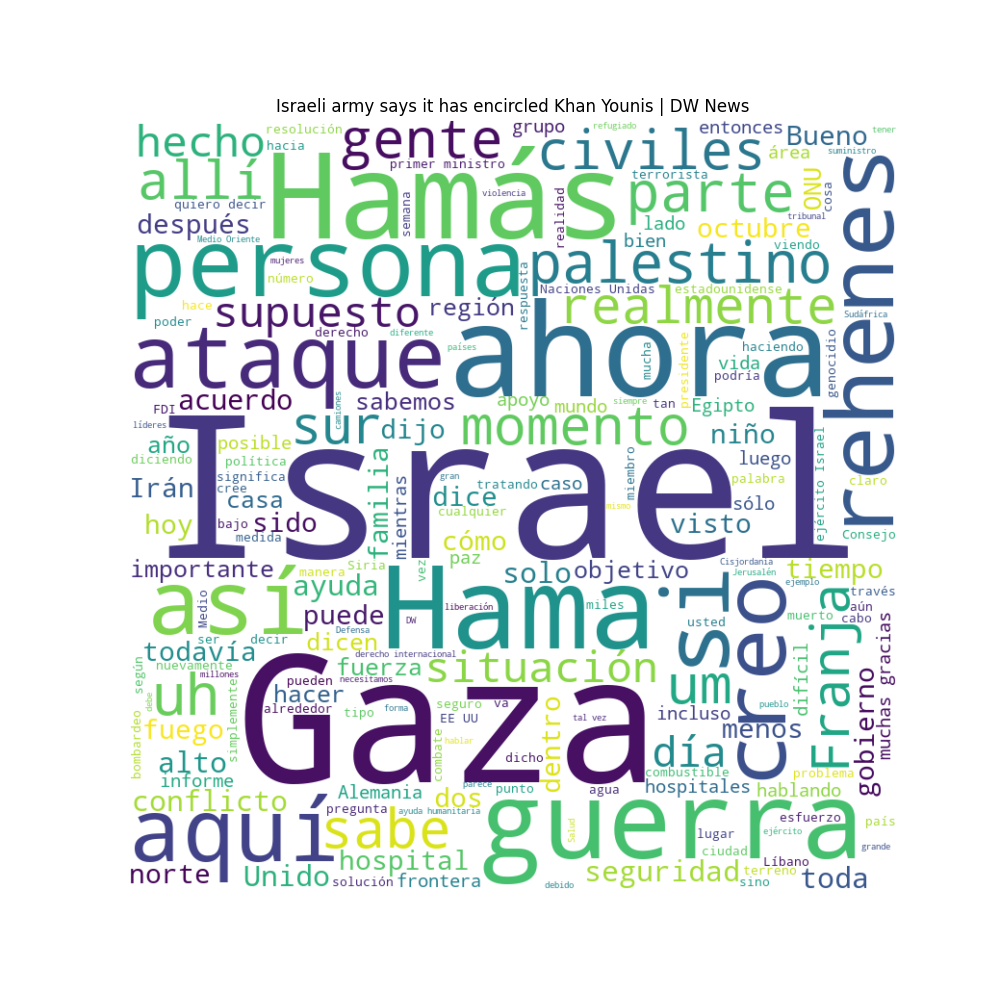 Israeli army says it has encircled Khan Younis | DW News
hecho
resolución
hacia
gente
grupo
refugiado
civiles
entonces
Bueno
tener
suministro
allí
Hamás
primer ministro
violencia
área
terrorista
parte
ONU
cosa
tribunal
rehenes
quiero decir
después
semana
realidad
lado
octubre
bien
viendo
Medio Oriente
persona
mujeres
número
respuesta
palestino
Naciones Unidas
estadounidense
hace
supuesto
región
realmente
Sudáfrica
poder
derecho
diferente
países
ataque
ahora
mucha
presidente
haciendo
vida
podría
genocidio
FDI
acuerdo
camiones
sabemos
apoyo
mundo
siempre
tan
Egipto
líderes
año
sur
dijo
momento
niño
diciendo
posible
política
luego
ejército Israel
claro
Irán
significa
cree
casa
familia
mientras
dice
gran
tratando
caso
miembro
palabra
cualquier
mismo
sólo
Israel
hoy
bajo
sido
medida
cómo
visto
Consejo
importante
manera
Siria
vez
paz
solo
objetivo
Cisjordania
Jerusalén
tiempo
ejemplo
así
ayuda
Hama
si
creo
través
Medio
puede
liberación
miles
usted
muerto
aún
cabo
DW
Defensa
ser
decir
dicen
derecho internacional
todavía
según
nuevamente
millones
pueden
necesitamos
fuerza
situación
Franja
difícil
muchas gracias
debe
uh
simplemente
hacer
Gaza
um
alrededor
tipo
forma
seguro
va
tal vez
pueblo
incluso
menos
gobierno
fuego
EE UU
dentro
bombardeo
alto
informe
combate
hablar
dicho
día
combustible
problema
parece
punto
agua
hospitales
hablando
conflicto
Alemania
dos
pregunta
ayuda humanitaria
guerra
esfuerzo
país
aquí
sabe
Salud
lugar
ejército
grande
ciudad
norte
Unido
hospital
solución
frontera
debido
seguridad
terreno
Líbano
sino
toda